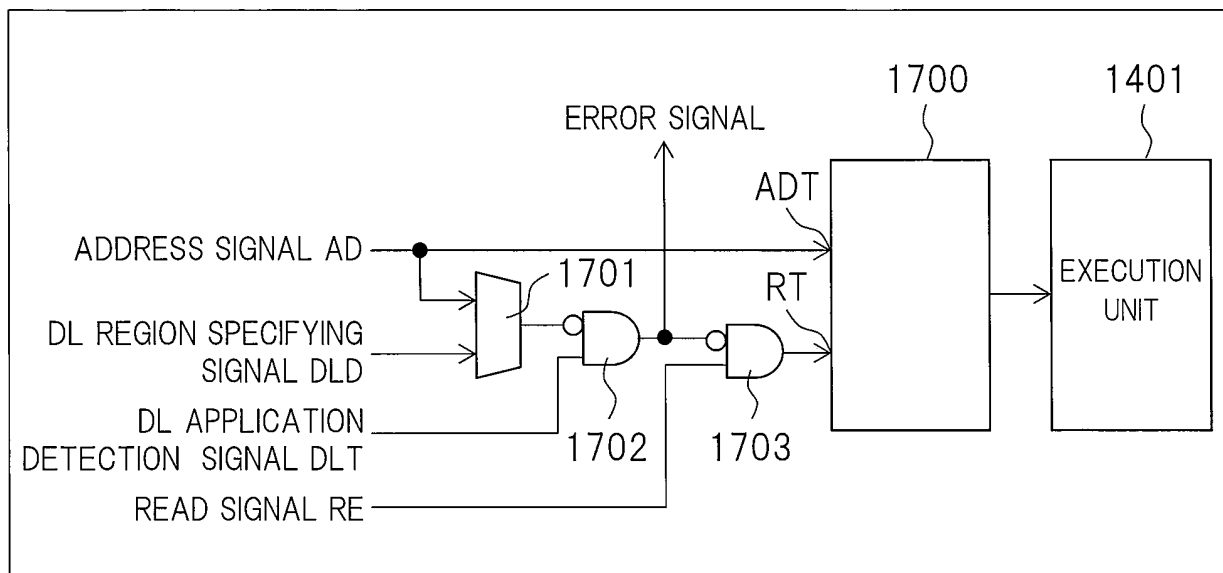 1700
1401
ERROR SIGNAL
ADT
ADDRESS SIGNAL AD
1701
EXECUTION
UNIT
RT
DL REGION SPECIFYING
SIGNAL DLD
DL APPLICATION
DETECTION SIGNAL DLT
1702
1703
READ SIGNAL RE